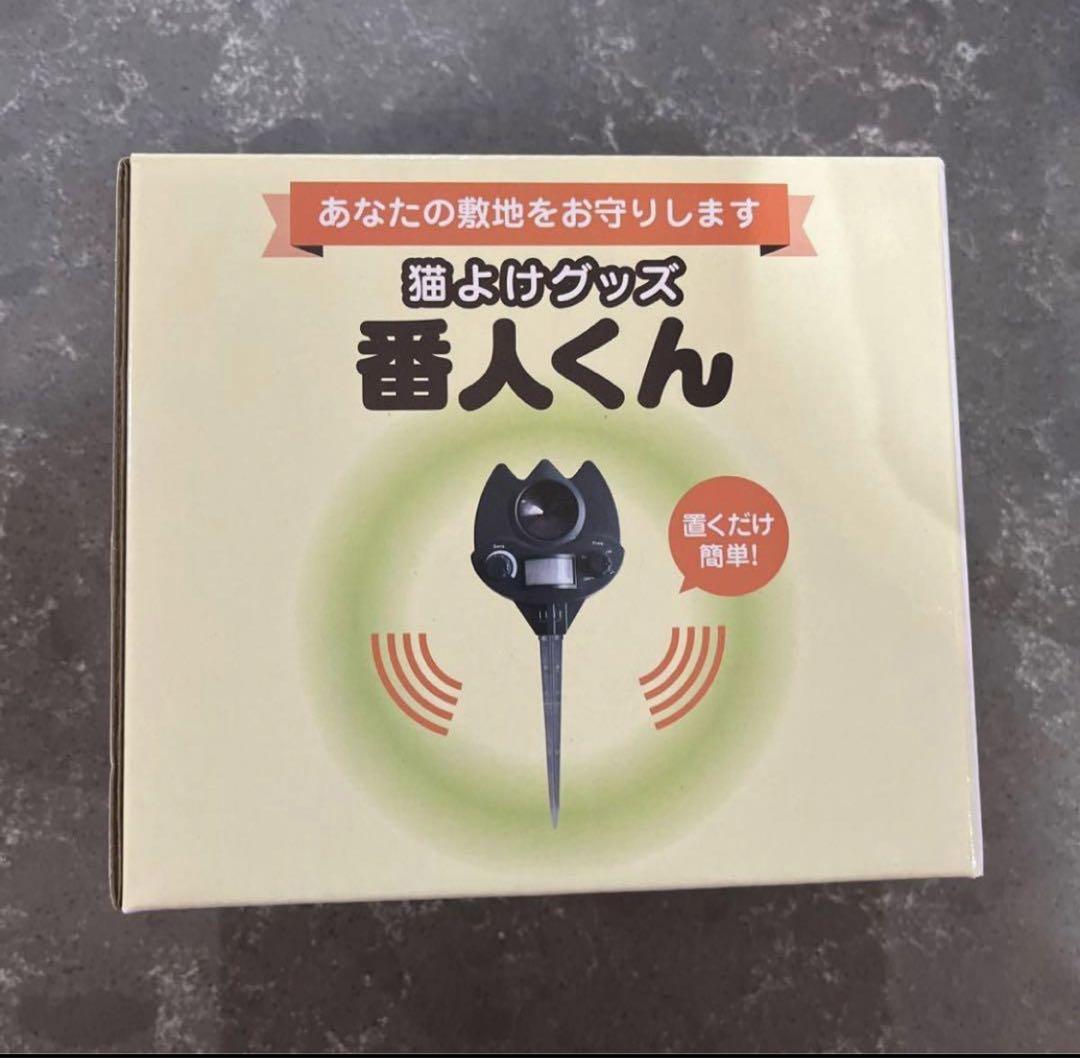 あなたの敷地をお守りします
猫よけグッズ
番人くん
置くだけ
簡単!